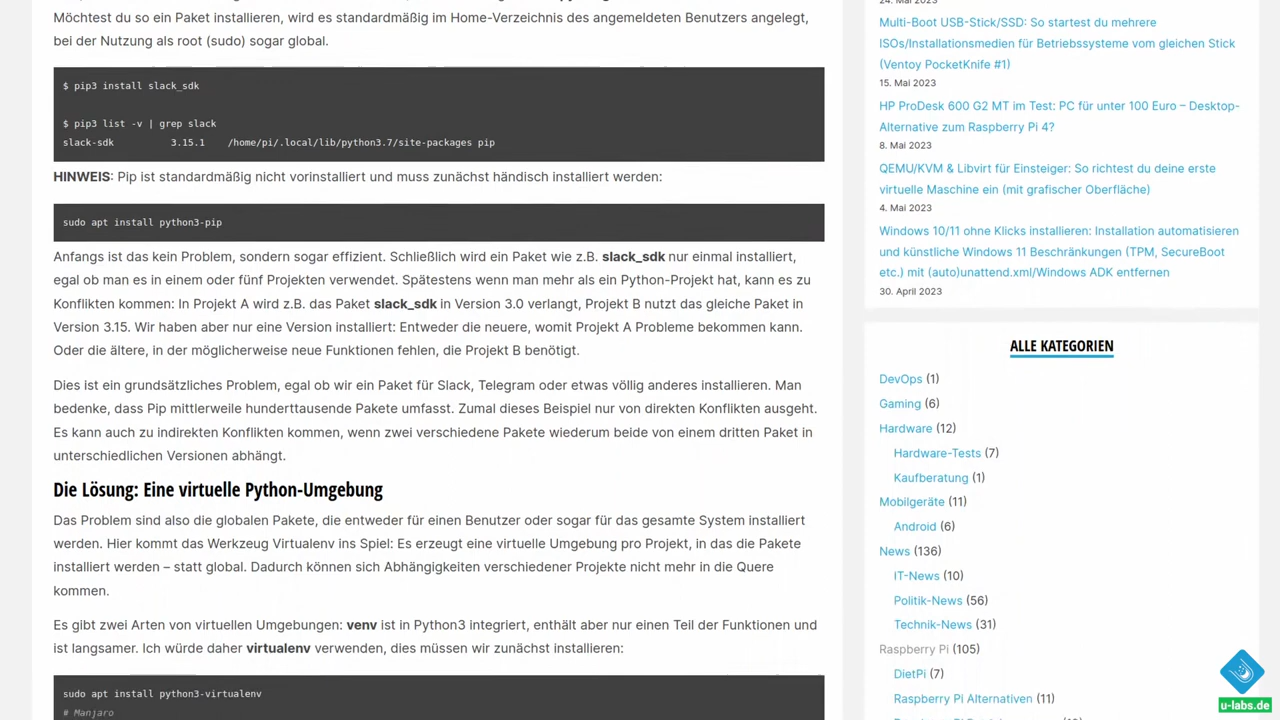 Möchtest du so ein Paket installieren, wird es standardmäßig im Home-Verzeichnis des angemeldeten Benutzers angelegt,
bei der Nutzung als root (sudo) sogar global.
$ pip3 install slack_sdk
$ pip3 list -v | grep slack
slack-sdk 3.15.1 /home/pi/.local/lib/python3.7/site-packages pip
HINWEIS: Pip ist standardmäßig nicht vorinstalliert und muss zunächst händisch installiert werden:
sudo apt install python3-pip
Anfangs ist das kein Problem, sondern sogar effizient. Schließlich wird ein Paket wie z.B. slack_sdk nur einmal installiert,
egal ob man es in einem oder fünf Projekten verwendet. Spätestens wenn man mehr als ein Python-Projekt hat, kann es zu
Konflikten kommen: In Pojekt A wird z.B. das Paket slack_sdk in Version 3.0 verlangt, Projekt B nutzt das gleiche Paket in
Version 3.15. Wir haben aber nur eine Version installiert: Entweder die neuere, womit Projekt A Probleme bekommen kann.
Oder die ältere, in der möglicherweise neue Funktionen fehlen, die Projekt B benötigt.
Dies ist ein grundsätzliches Problem, egal ob wir ein Paket für Slack, Telegram oder etwas völlig anderes installieren. Man
bedenke, dass Pip mittlerweile hunderttausende Pakete umfasst. Zumal dieses Beispiel nur von direkten Konflikten ausgeht.
Es kann auch zu indirekten Konflikten kommen, wenn zwei verschiedene Pakete wiederum beide von einem dritten Paket in
unterschiedlichen Versionen abhängt.
Die Lösung: Eine virtuelle Python-Umgebung
Das Problem sind also die globalen Pakete, die entweder für einen Benutzer oder sogar für das gesamte System installiert
werden. Hier kommt das Werkzeug Virtualenv ins Spiel: Es erzeugt eine virtuelle Umgebung pro Projekt, in das die Pakete
installiert werden – statt global. Dadurch können sich Abhängigkeiten verschiedener Projekte nicht mehr in die Quere
kommen.
Es gibt zwei Arten von virtuellen Umgebungen: venv ist in Python3 integriert, enthält aber nur einen Teil der Funktionen und
ist langsamer. Ich würde daher virtualenv verwenden, dies müssen wir zunächst installieren:
sudo apt install python3-virtualenv
# Manjaro
24. Mai 2023
Multi-Boot USB-Stick/SSD: So startest du mehrere
ISOs/Installationsmedien für Betriebssysteme vom gleichen Stick
(Ventoy PocketKnife #1)
15. Mai 2023
HP ProDesk 600 G2 MT im Test: PC für unter 100 Euro – Desktop-
Alternative zum Raspberry Pi 4?
8. Mai 2023
QEMU/KVM & Libvirt für Einsteiger: So richtest du deine erste
virtuelle Maschine ein (mit grafischer Oberfläche)
4. Mai 2023
Windows 10/11 ohne Klicks installieren: Installation automatisieren
und künstliche Windows 11 Beschränkungen (TPM, SecureBoot
etc.) mit (auto)unattend.xml/Windows ADK entfernen
30. April 2023
ALLE KATEGORIEN
DevOps (1)
Gaming (6)
Hardware (12)
Hardware-Tests (7)
Kaufberatung (1)
Mobilgeräte (11)
Android (6)
News (136)
IT-News (10)
Politik-News (56)
Technik-News (31)
Raspberry Pi (105)
DietPi (7)
Raspberry Pi Alternativen (11)
u-labs.de